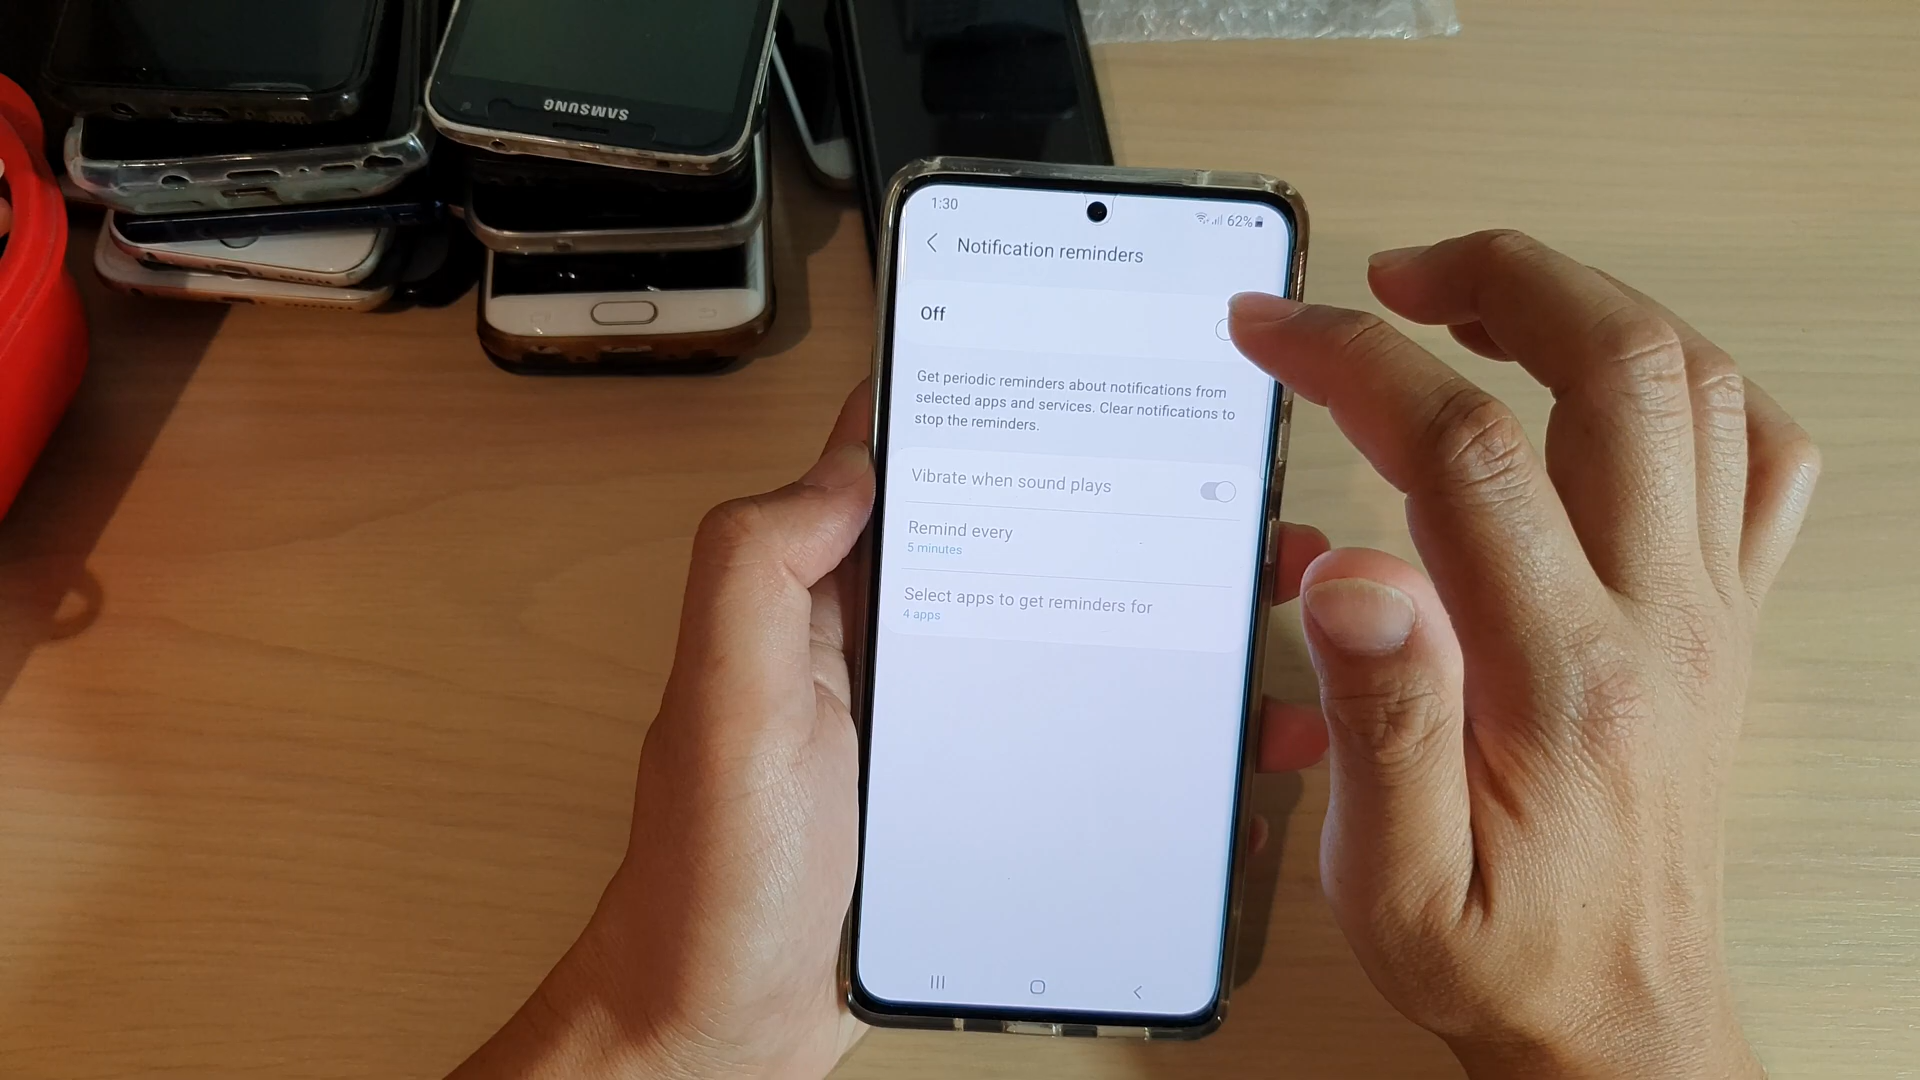 SAMSUNG
1:30
62%
Notification reminders
Off
Get periodic reminders about notifications from
selected apps and services. Clear notifications to
stop the reminders.
Vibrate when sound plays
Remind every
5 minutes
Select apps to get reminders for
4 apps